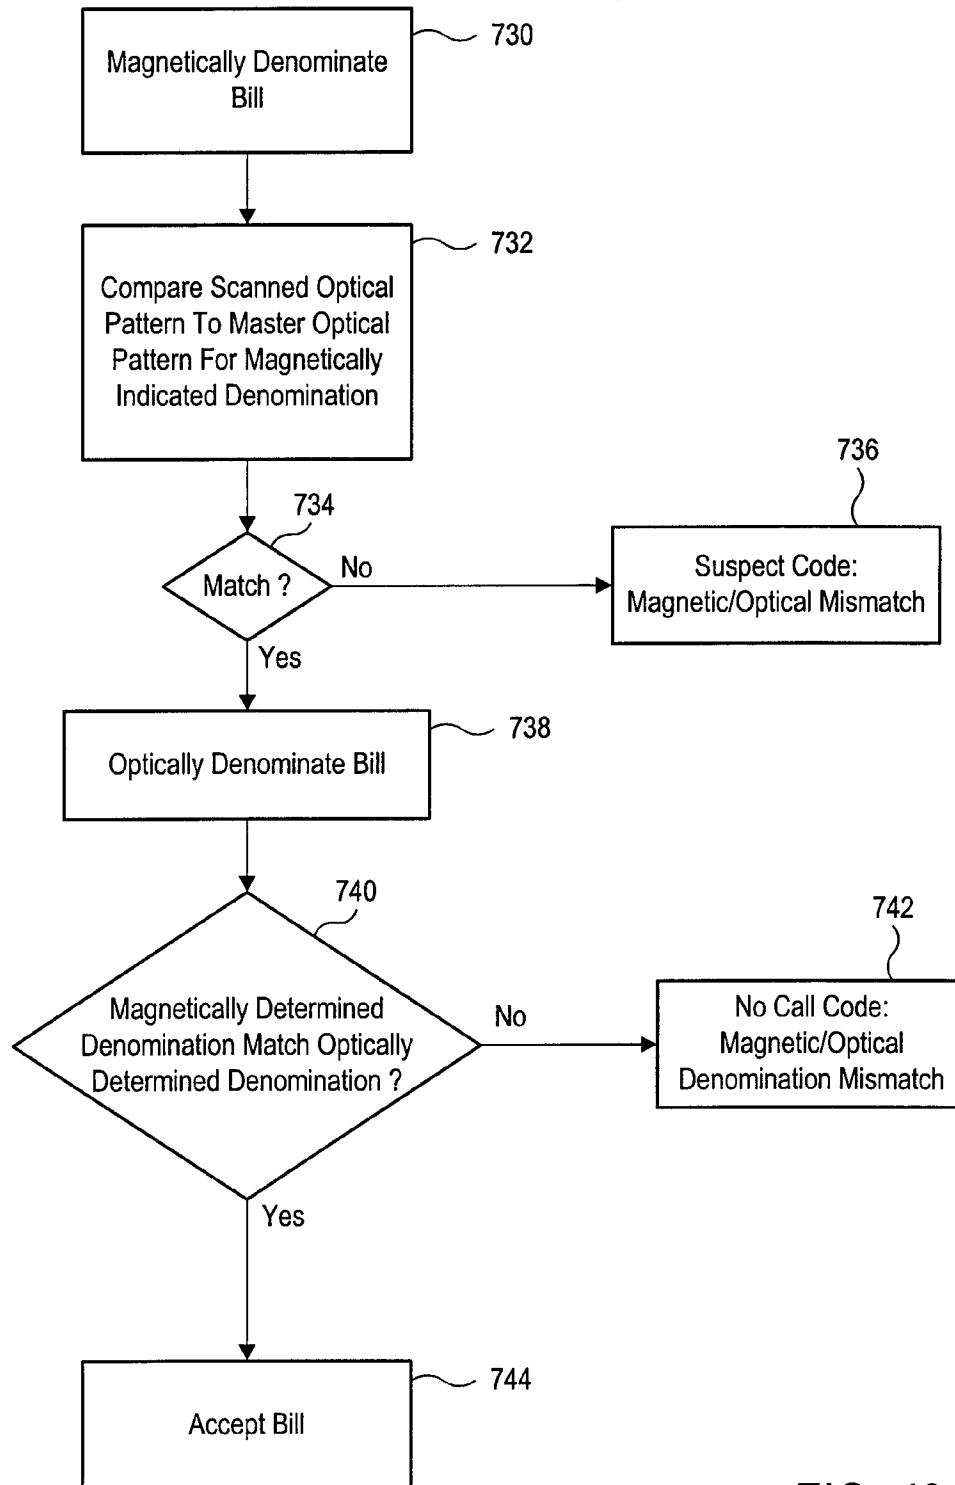 730
Magnetically Denominate
Bill
732
Compare Scanned Optical
Pattern To Master Optical
Pattern For Magnetically
Indicated Denomination
734
Match ?
No
736
Suspect Code:
Magnetic/Optical Mismatch
Yes
738
Optically Denominate Bill
740
Magnetically Determined
Denomination Match Optically
Determined Denomination ?
No
742
No Call Code:
Magnetic/Optical
Denomination Mismatch
Yes
744
Accept Bill